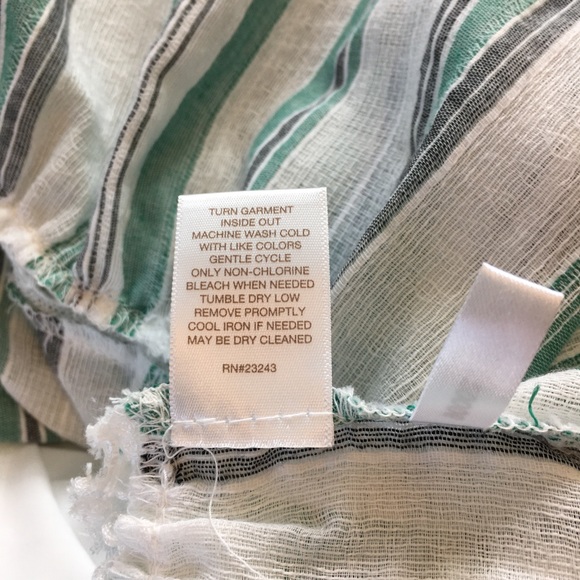 TURN GARMENT
INSIDE OUT
MACHINE WASH COLD
WITH LIKE COLORS
GENTLE CYCLE
ONLY NON-CHLORINE
BLEACH WHEN NEEDED
TUMBLE DRY LOW
REMOVE PROMPTLY
COOL IRON IF NEEDED
MAY BE DRY CLEANED
RN#23243